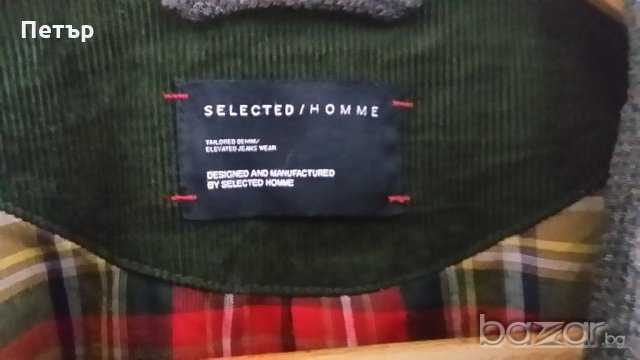 Петър
SELECTED / HOMME
TAILORED DENIM/
ELEVATED JEANS WEAR
DESIGNED AND MANUFACTURED
BY SELECTED HOMME
bazar.bg